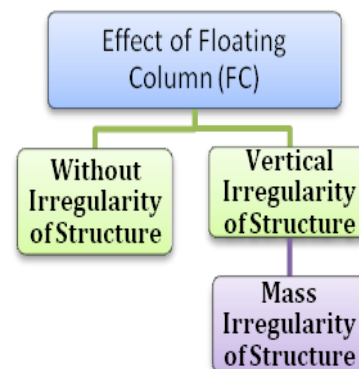 Effect of Floating
Column (FC)
Without
Irregularity
of Structure
Vertical
Irregularity
of Structure
Mass
Irregularity
of Structure